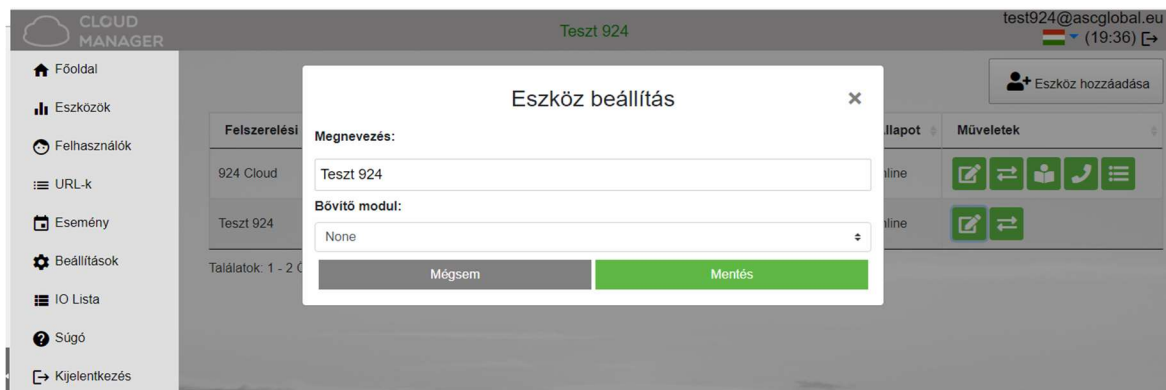 CLOUD
MANAGER
Teszt 924
test924@ascglobal.eu
(19:36)
Főoldal
Eszközök
Felhasználók
URL-k
Esemény
Beállítások
IO Lista
Súgó
Kijelentkezés
Eszköz hozzáadása
Felszerelési
llapot
Műveletek
924 Cloud
nline
Teszt 924
nline
Találatok: 1 - 2
Eszköz beállítás ×
Megnevezés:
Teszt 924
Bővítő modul:
None
Mégsem
Mentés